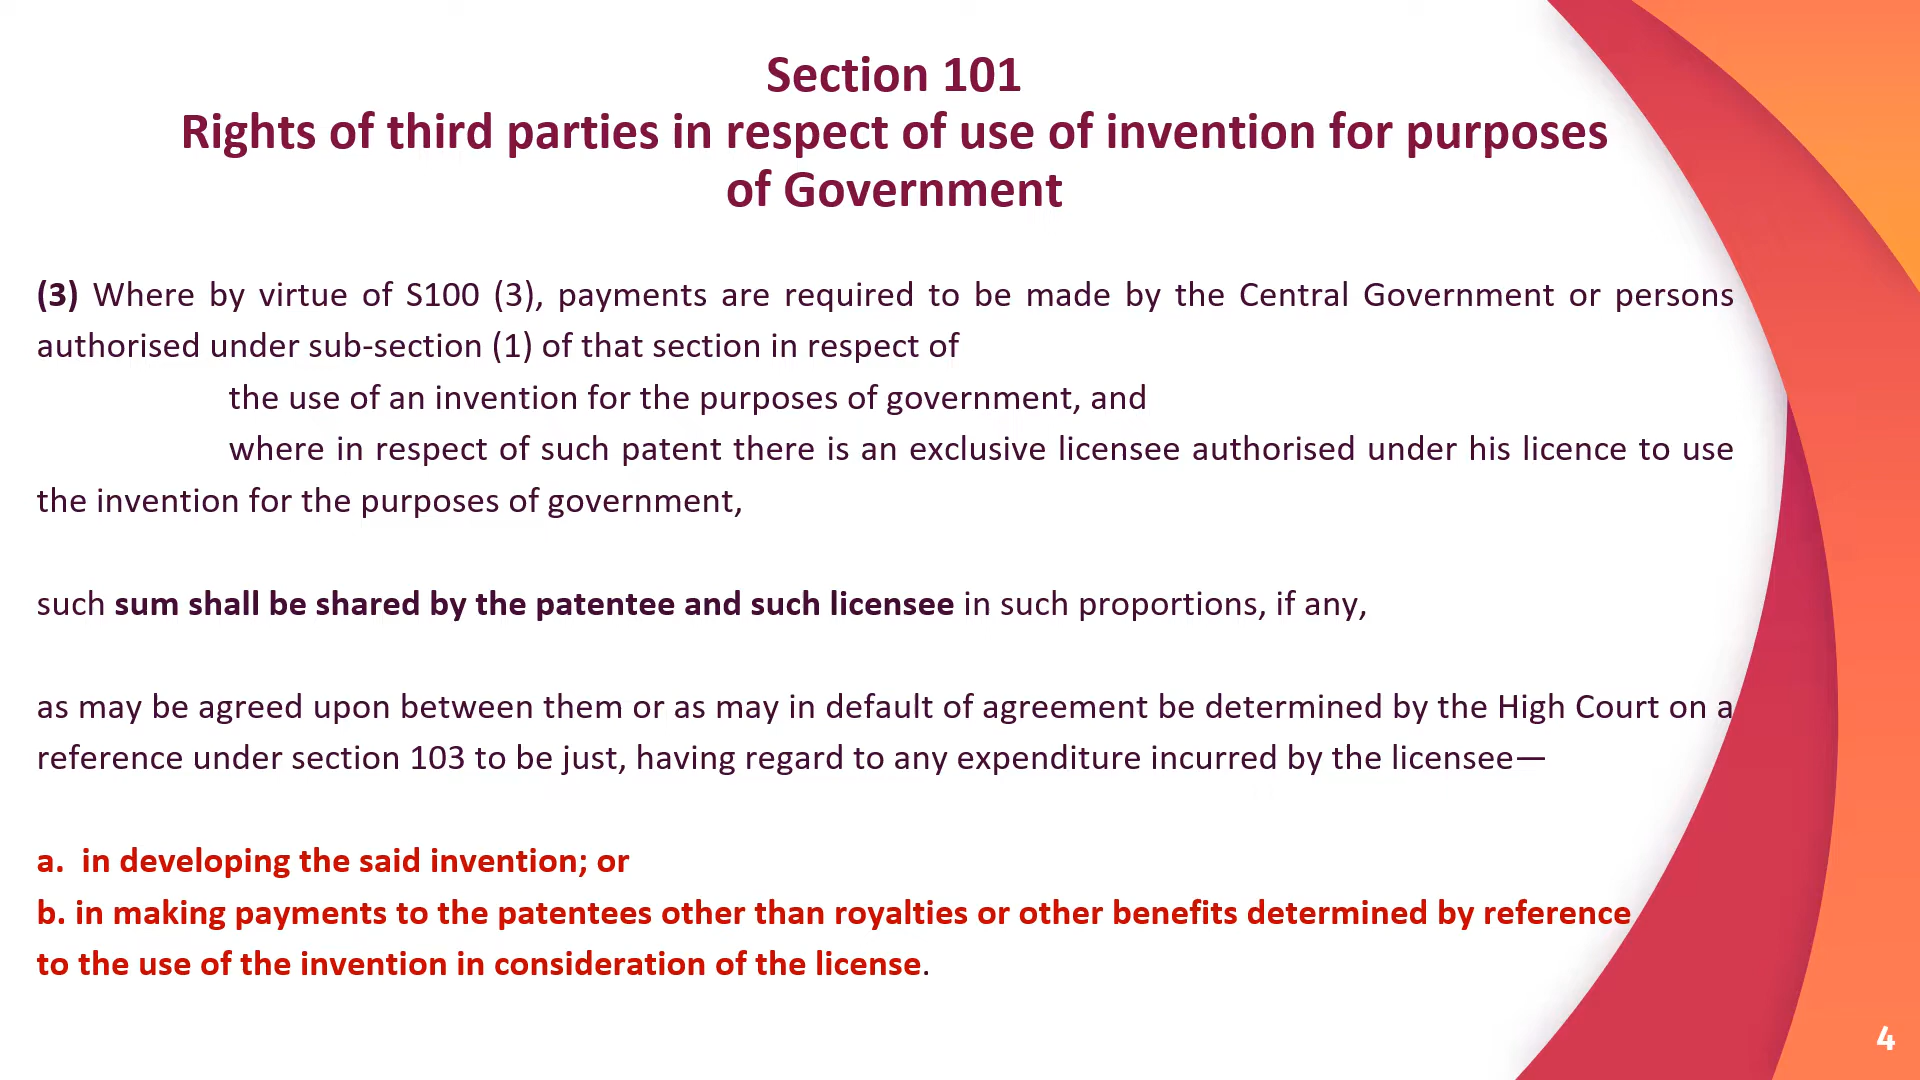 Section 101
Rights of third parties in respect of use of invention for purposes
of Government
(3) Where by virtue of S100 (3), payments are required to be made by the Central Government or persons
authorised under sub-section (1) of that section in respect of
the use of an invention for the purposes of government, and
where in respect of such patent there is an exclusive licensee authorised under his licence to use
the invention for the purposes of government,
such sum shall be shared by the patentee and such licensee in such proportions, if any,
as may be agreed upon between them or as may in default of agreement be determined by the High Court on a
reference under section 103 to be just, having regard to any expenditure incurred by the licensee—
a. in developing the said invention; or
b. in making payments to the patentees other than royalties or other benefits determined by reference
to the use of the invention in consideration of the license.
4